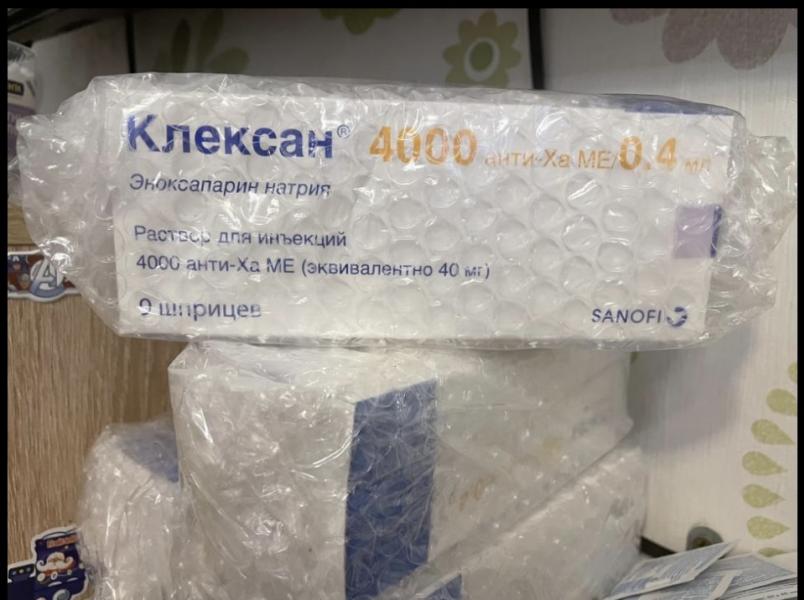 Клексан® 4000 анти-Ха МЕ/0.4 мл
Эноксапарин натрия
Раствор для инъекций
4000 анти-Ха МЕ (эквивалентно 40 мг)
9 шприцев
SANOFI